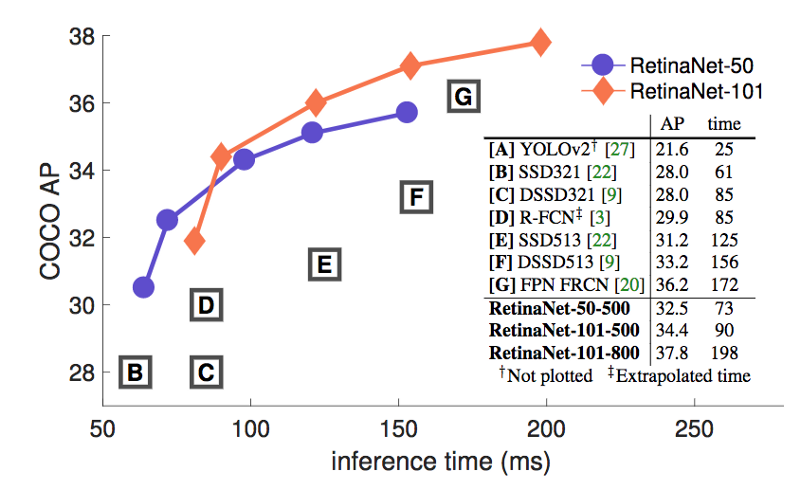 38
36
34
32
30
28
COCO AP
50
100
150
200
250
inference time (ms)
B
C
D
E
F
G
RetinaNet-50
RetinaNet-101
AP time
[A] YOLOv2† [27] 21.6 25
[B] SSD321 [22] 28.0 61
[C] DSSD321 [9] 28.0 85
[D] R-FCN‡ [3] 29.9 85
[E] SSD513 [22] 31.2 125
[F] DSSD513 [9] 33.2 156
[G] FPN FRCN [20] 36.2 172
RetinaNet-50-500 32.5 73
RetinaNet-101-500 34.4 90
RetinaNet-101-800 37.8 198
†Not plotted ‡Extrapolated time